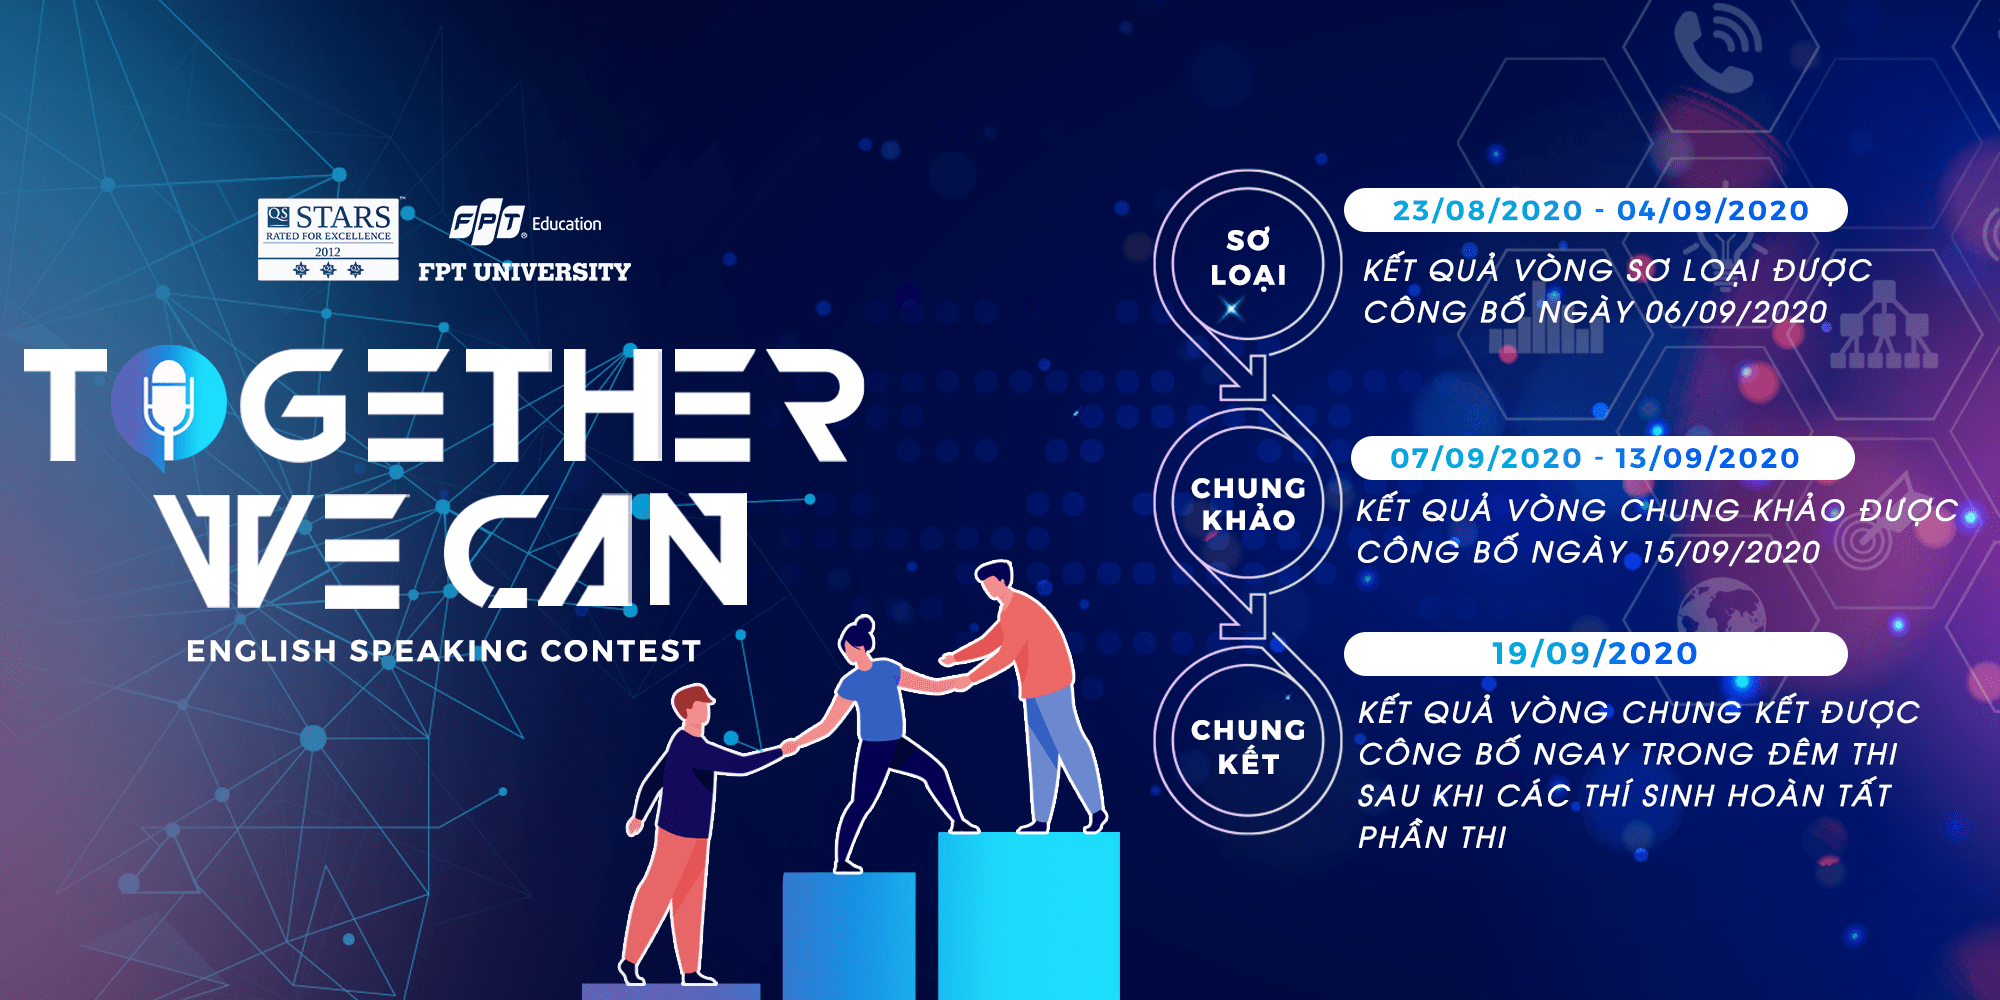 QS STARS™
RATED FOR EXCELLENCE
2012
FPT® Education
FPT UNIVERSITY
TOGETHER
WE CAN
ENGLISH SPEAKING CONTEST
SƠ
LOẠI
23/08/2020 - 04/09/2020
KẾT QUẢ VÒNG SƠ LOẠI ĐƯỢC
CÔNG BỐ NGÀY 06/09/2020
CHUNG
KHẢO
07/09/2020 - 13/09/2020
KẾT QUẢ VÒNG CHUNG KHẢO ĐƯỢC
CÔNG BỐ NGÀY 15/09/2020
CHUNG
KẾT
19/09/2020
KẾT QUẢ VÒNG CHUNG KẾT ĐƯỢC
CÔNG BỐ NGAY TRONG ĐÊM THI
SAU KHI CÁC THÍ SINH HOÀN TẤT
PHẦN THI